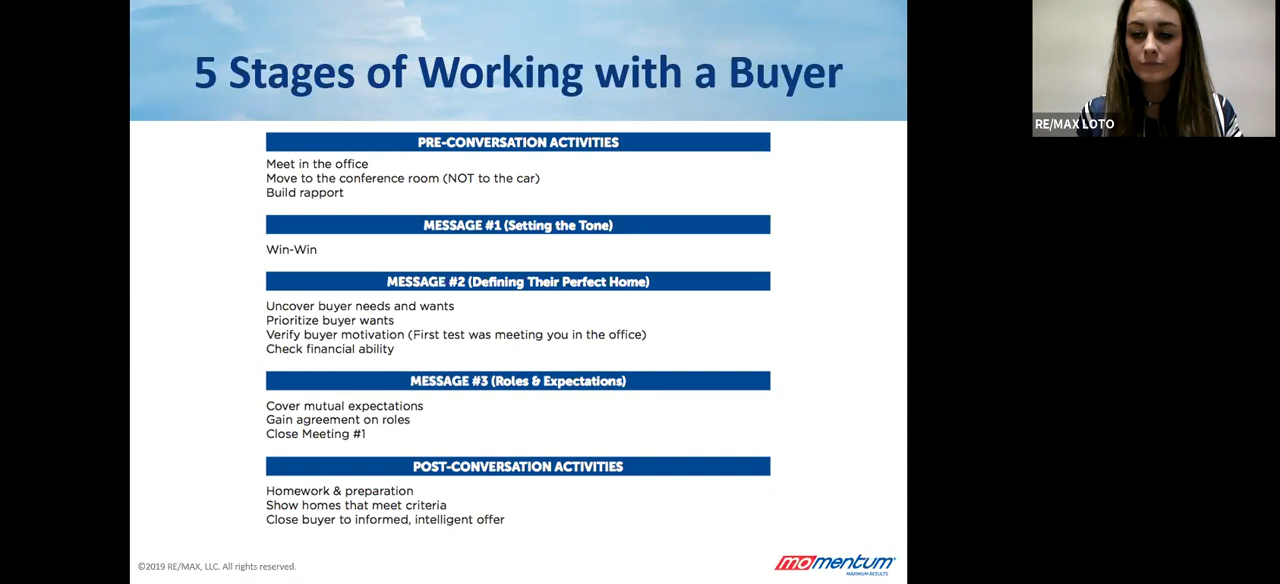 5 Stages of Working with a Buyer
RE/MAX LOTO
PRE-CONVERSATION ACTIVITIES
Meet in the office
Move to the conference room (NOT to the car)
Build rapport
MESSAGE #1 (Setting the Tone)
Win-Win
MESSAGE #2 (Defining Their Perfect Home)
Uncover buyer needs and wants
Prioritize buyer wants
Verify buyer motivation (First test was meeting you in the office)
Check financial ability
MESSAGE #3 (Roles & Expectations)
Cover mutual expectations
Gain agreement on roles
Close Meeting #1
POST-CONVERSATION ACTIVITIES
Homework & preparation
Show homes that meet criteria
Close buyer to informed, intelligent offer
©2019 RE/MAX, LLC. All rights reserved.
momentum
MAXIMUM RESULTS